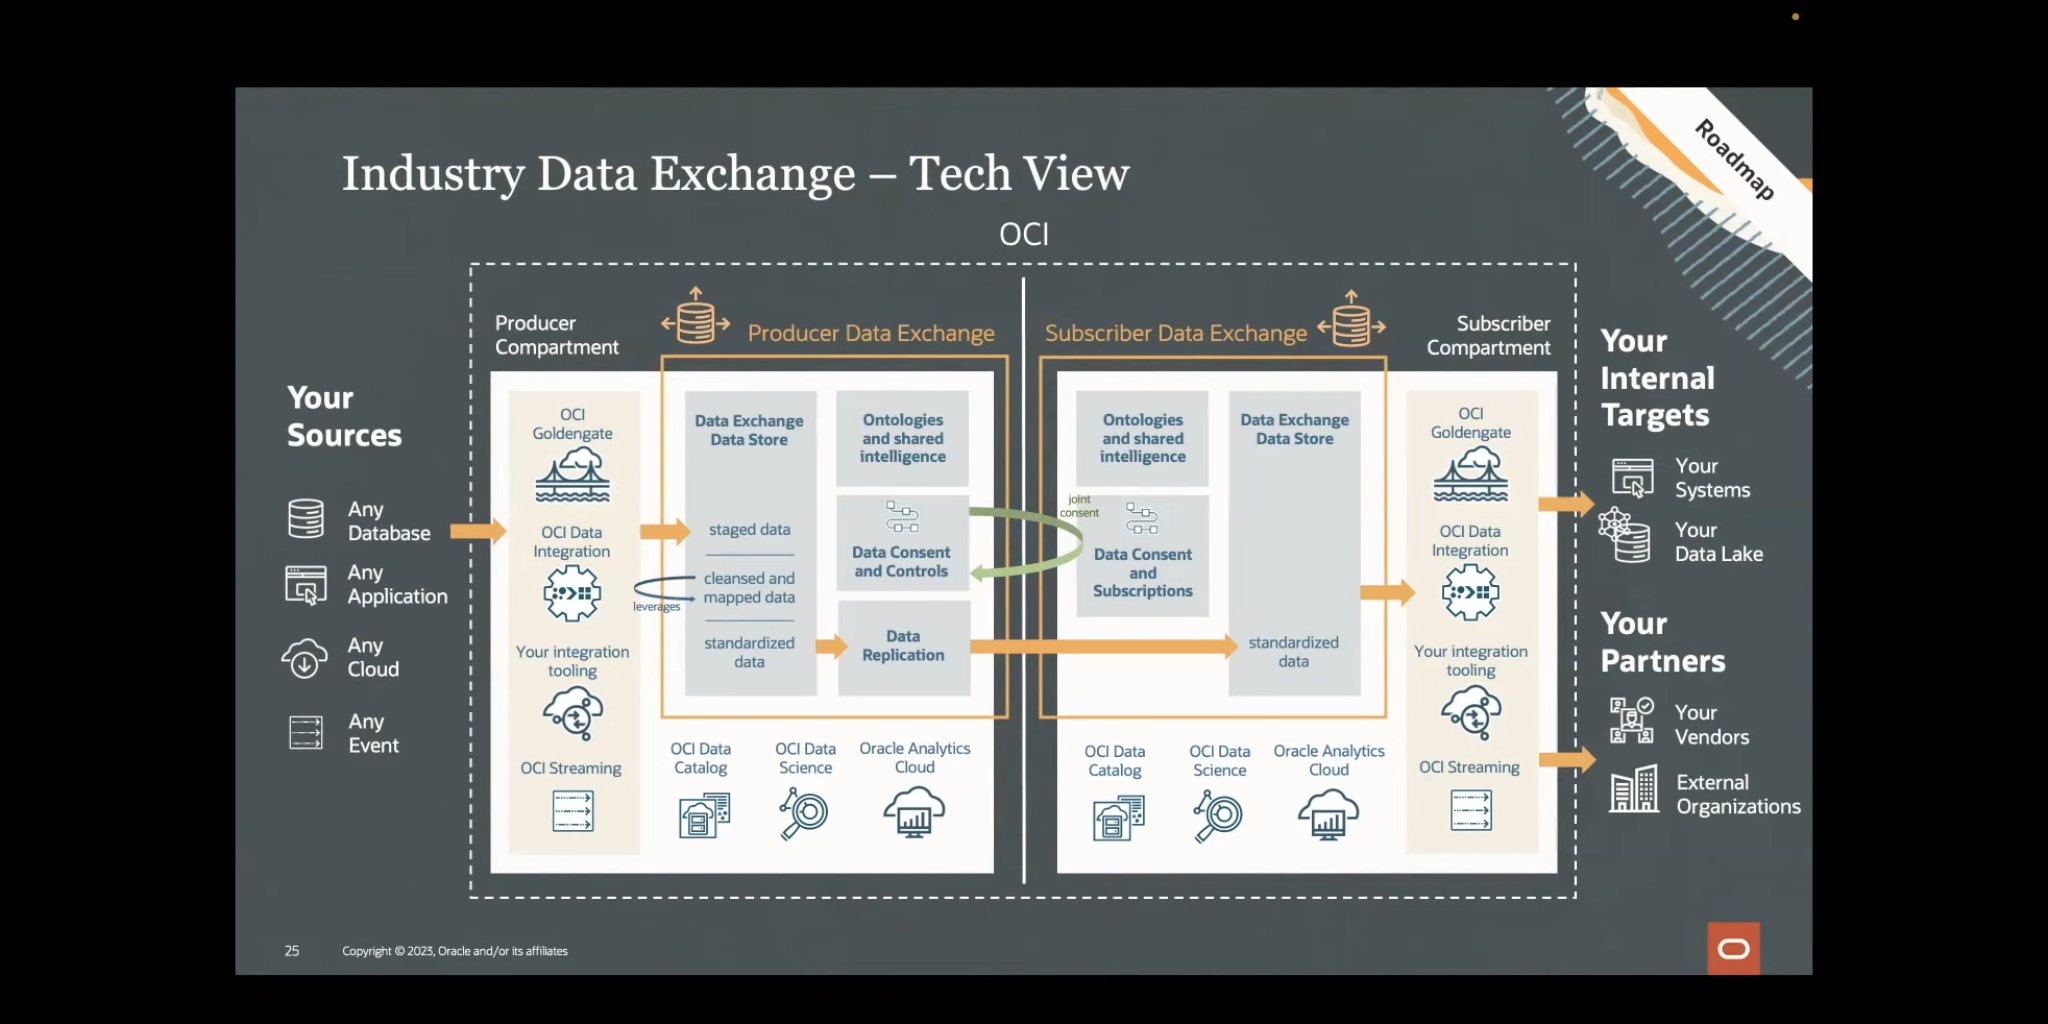 Roadmap
Industry Data Exchange – Tech View
OCI
Your
Sources
Any
Database
Any
Application
Any
Cloud
Any
Event
Producer
Compartment
Producer Data Exchange
OCI
Goldengate
OCI Data
Integration
Your integration
tooling
OCI Streaming
Data Exchange
Data Store
staged data
cleansed and
mapped data
leverages
standardized
data
Ontologies
and shared
intelligence
Data Consent
and Controls
Data
Replication
OCI Data
Catalog
OCI Data
Science
Oracle Analytics
Cloud
joint
consent
Subscriber Data Exchange
Subscriber
Compartment
Ontologies
and shared
intelligence
Data Consent
and
Subscriptions
Data Exchange
Data Store
standardized
data
OCI Data
Catalog
OCI Data
Science
Oracle Analytics
Cloud
OCI
Goldengate
OCI Data
Integration
Your integration
tooling
OCI Streaming
Your
Internal
Targets
Your
Systems
Your
Data Lake
Your
Partners
Your
Vendors
External
Organizations
25
Copyright © 2023, Oracle and/or its affiliates